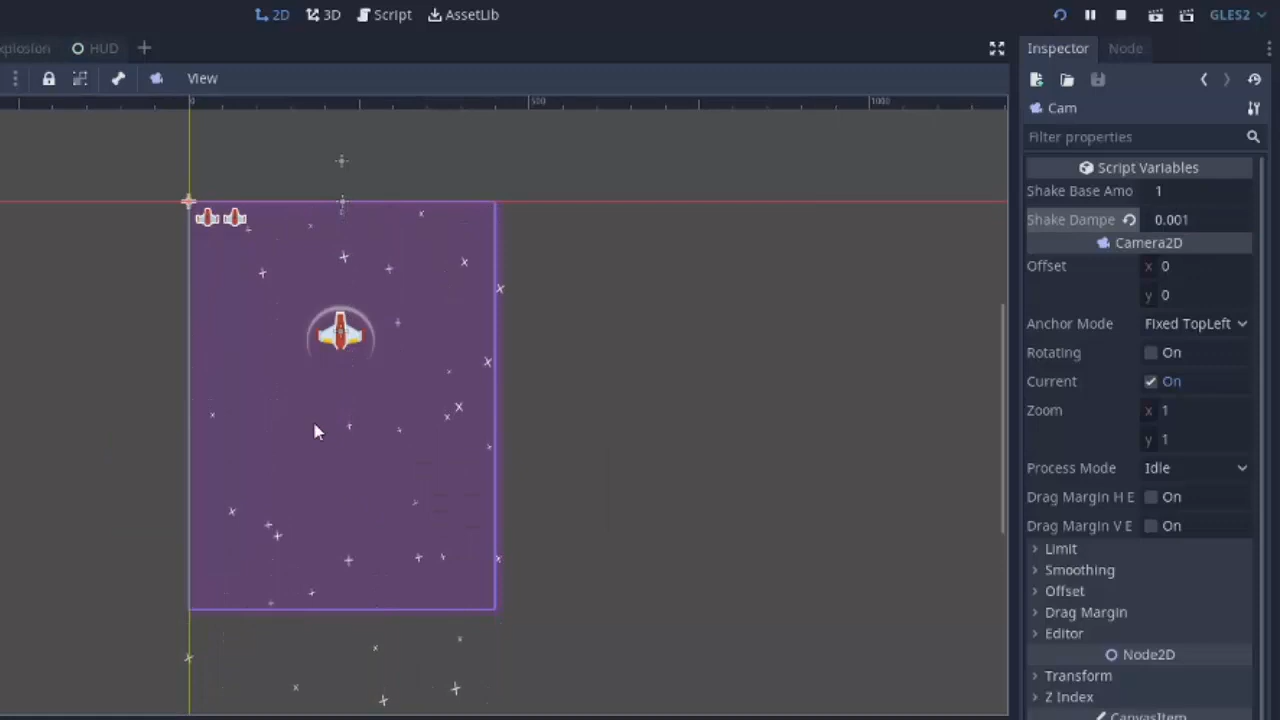 2D 3D Script AssetLib GLES2
xplosion HUD Inspector Node
View
0 500 1000
Cam
Filter properties
Script Variables
Shake Base Amo 1
Shake Dampe 0.001
Camera2D
Offset x 0
y 0
Anchor Mode Fixed TopLeft
Rotating On
Current On
Zoom x 1
y 1
Process Mode Idle
Drag Margin H E On
Drag Margin V E On
Limit
Smoothing
Offset
Drag Margin
Editor
Node2D
Transform
Z Index
CanvasItem